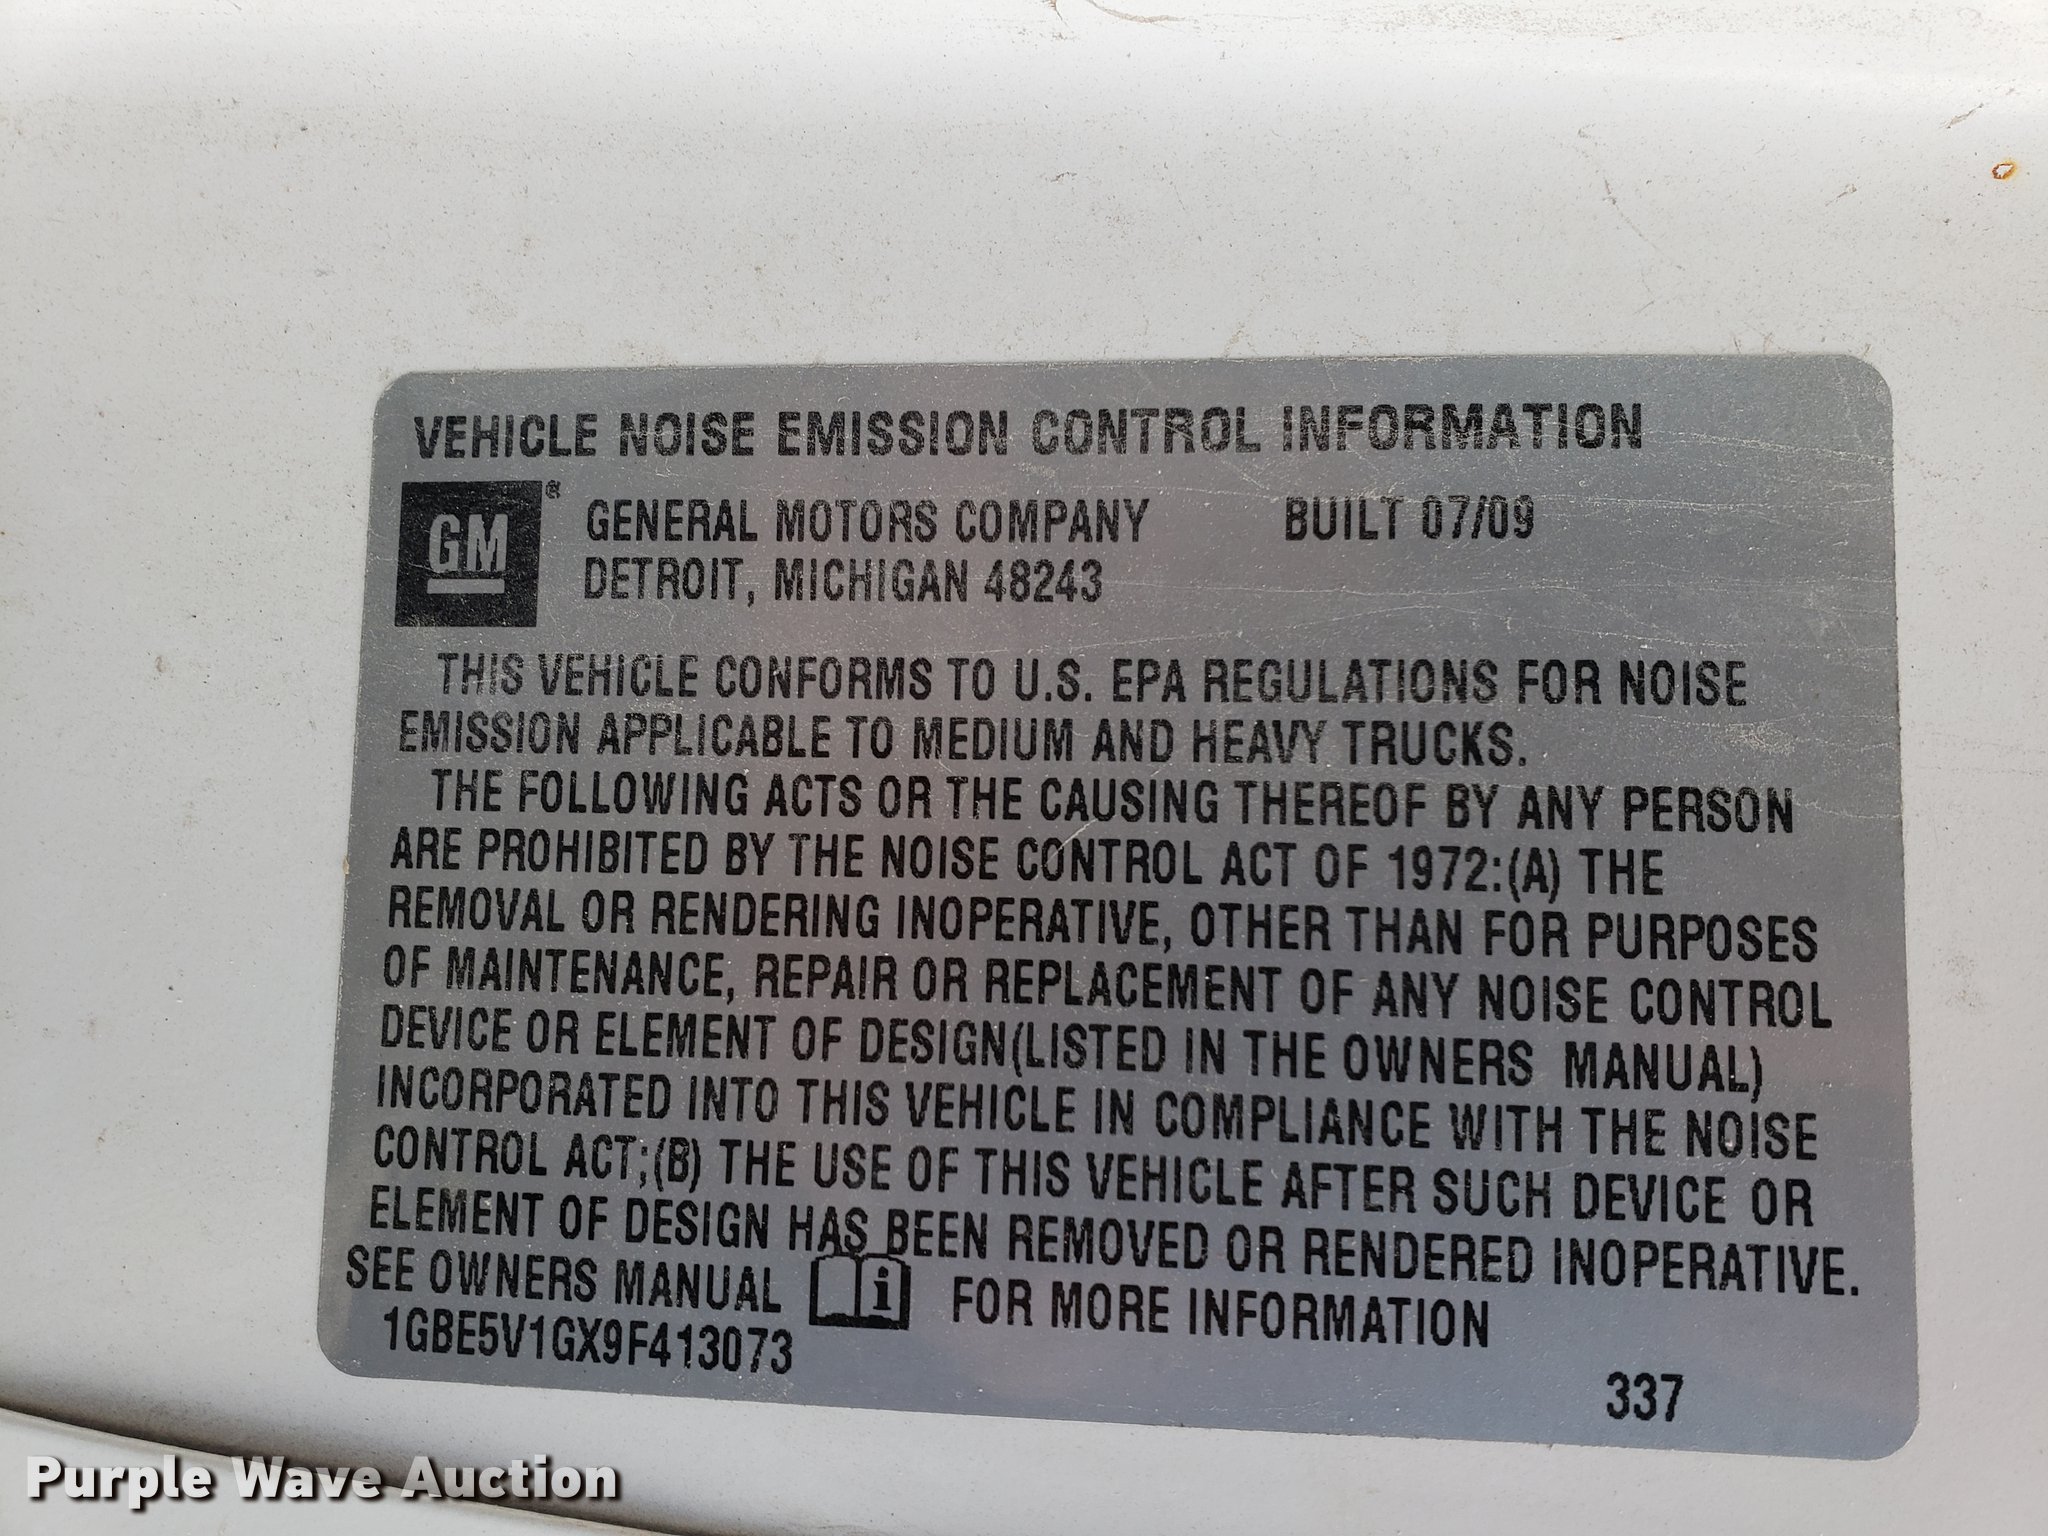 VEHICLE NOISE EMISSION CONTROL INFORMATION
GM ® GENERAL MOTORS COMPANY BUILT 07/09
DETROIT, MICHIGAN 48243
THIS VEHICLE CONFORMS TO U.S. EPA REGULATIONS FOR NOISE
EMISSION APPLICABLE TO MEDIUM AND HEAVY TRUCKS.
THE FOLLOWING ACTS OR THE CAUSING THEREOF BY ANY PERSON
ARE PROHIBITED BY THE NOISE CONTROL ACT OF 1972:(A) THE
REMOVAL OR RENDERING INOPERATIVE, OTHER THAN FOR PURPOSES
OF MAINTENANCE, REPAIR OR REPLACEMENT OF ANY NOISE CONTROL
DEVICE OR ELEMENT OF DESIGN(LISTED IN THE OWNERS MANUAL)
INCORPORATED INTO THIS VEHICLE IN COMPLIANCE WITH THE NOISE
CONTROL ACT;(B) THE USE OF THIS VEHICLE AFTER SUCH DEVICE OR
ELEMENT OF DESIGN HAS BEEN REMOVED OR RENDERED INOPERATIVE.
SEE OWNERS MANUAL i FOR MORE INFORMATION
1GBE5V1GX9F413073
337
Purple Wave Auction